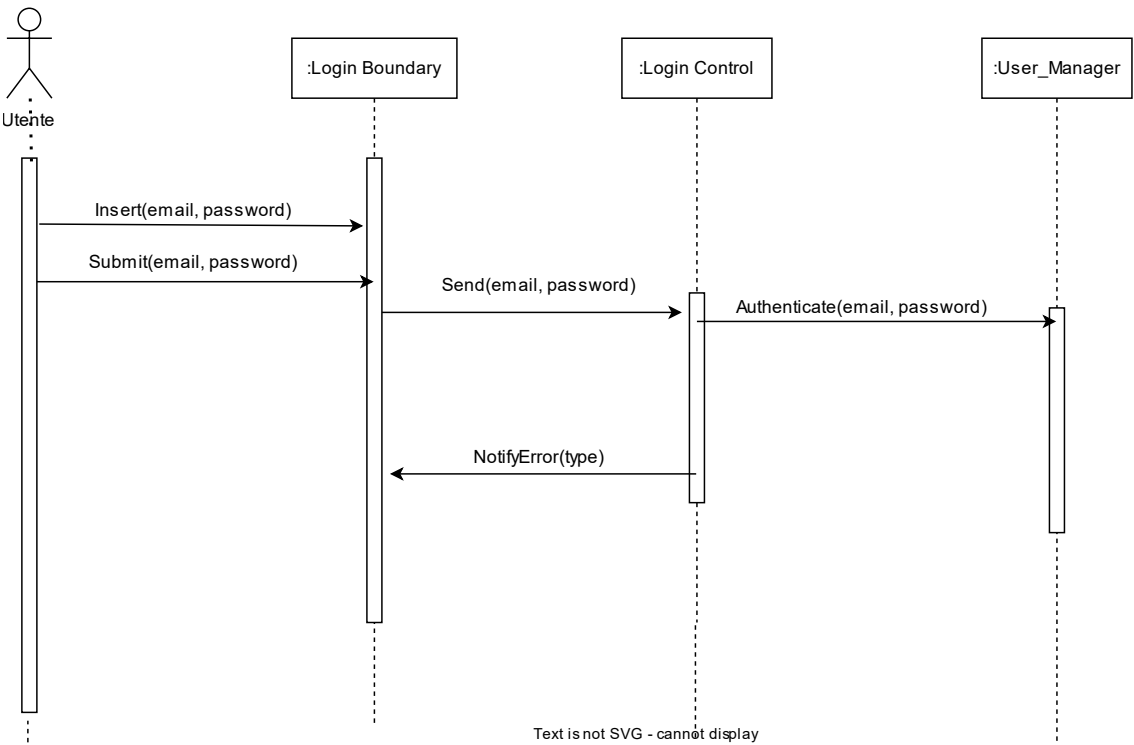 :Login Boundary
:Login Control
:User_Manager
Utente
Insert(email, password)
Submit(email, password)
Send(email, password)
Authenticate(email, password)
NotifyError(type)
Text is not SVG - cannot display